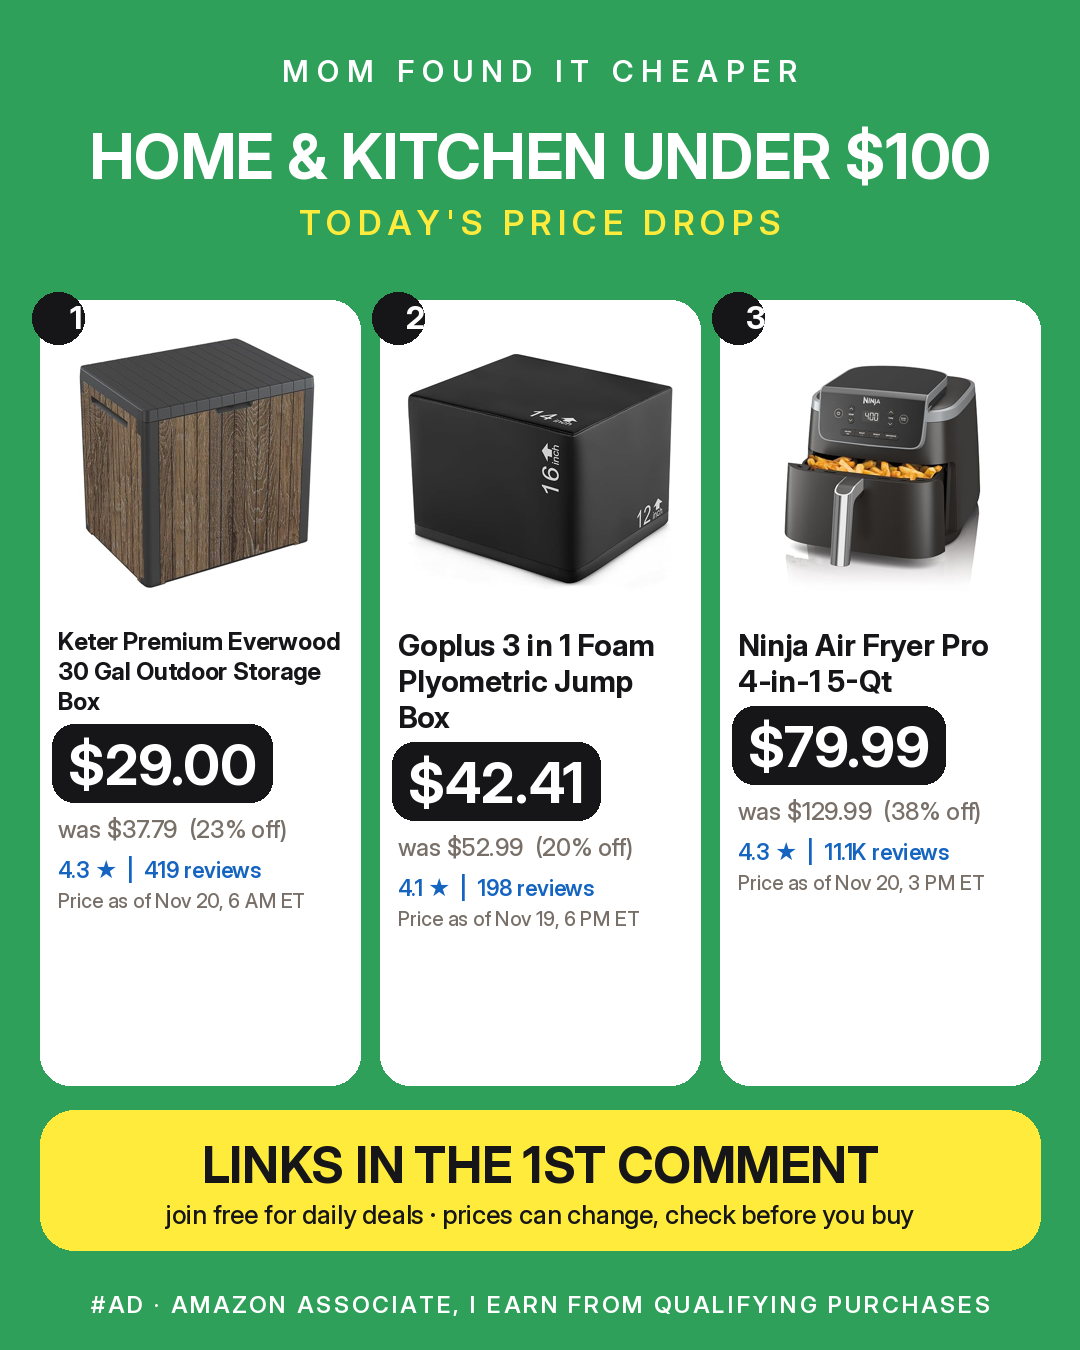 MOM FOUND IT CHEAPER
HOME & KITCHEN UNDER $100
TODAY'S PRICE DROPS
1
14 inch
16 inch
12 inch
Keter Premium Everwood
30 Gal Outdoor Storage
Box
$29.00
was $37.79 (23% off)
4.3 ★ | 419 reviews
Price as of Nov 20, 6 AM ET
2
Goplus 3 in 1 Foam
Plyometric Jump
Box
$42.41
was $52.99 (20% off)
4.1 ★ | 198 reviews
Price as of Nov 19, 6 PM ET
3
NINJA
400
Ninja Air Fryer Pro
4-in-1 5-Qt
$79.99
was $129.99 (38% off)
4.3 ★ | 11.1K reviews
Price as of Nov 20, 3 PM ET
LINKS IN THE 1ST COMMENT
join free for daily deals · prices can change, check before you buy
#AD · AMAZON ASSOCIATE, I EARN FROM QUALIFYING PURCHASES